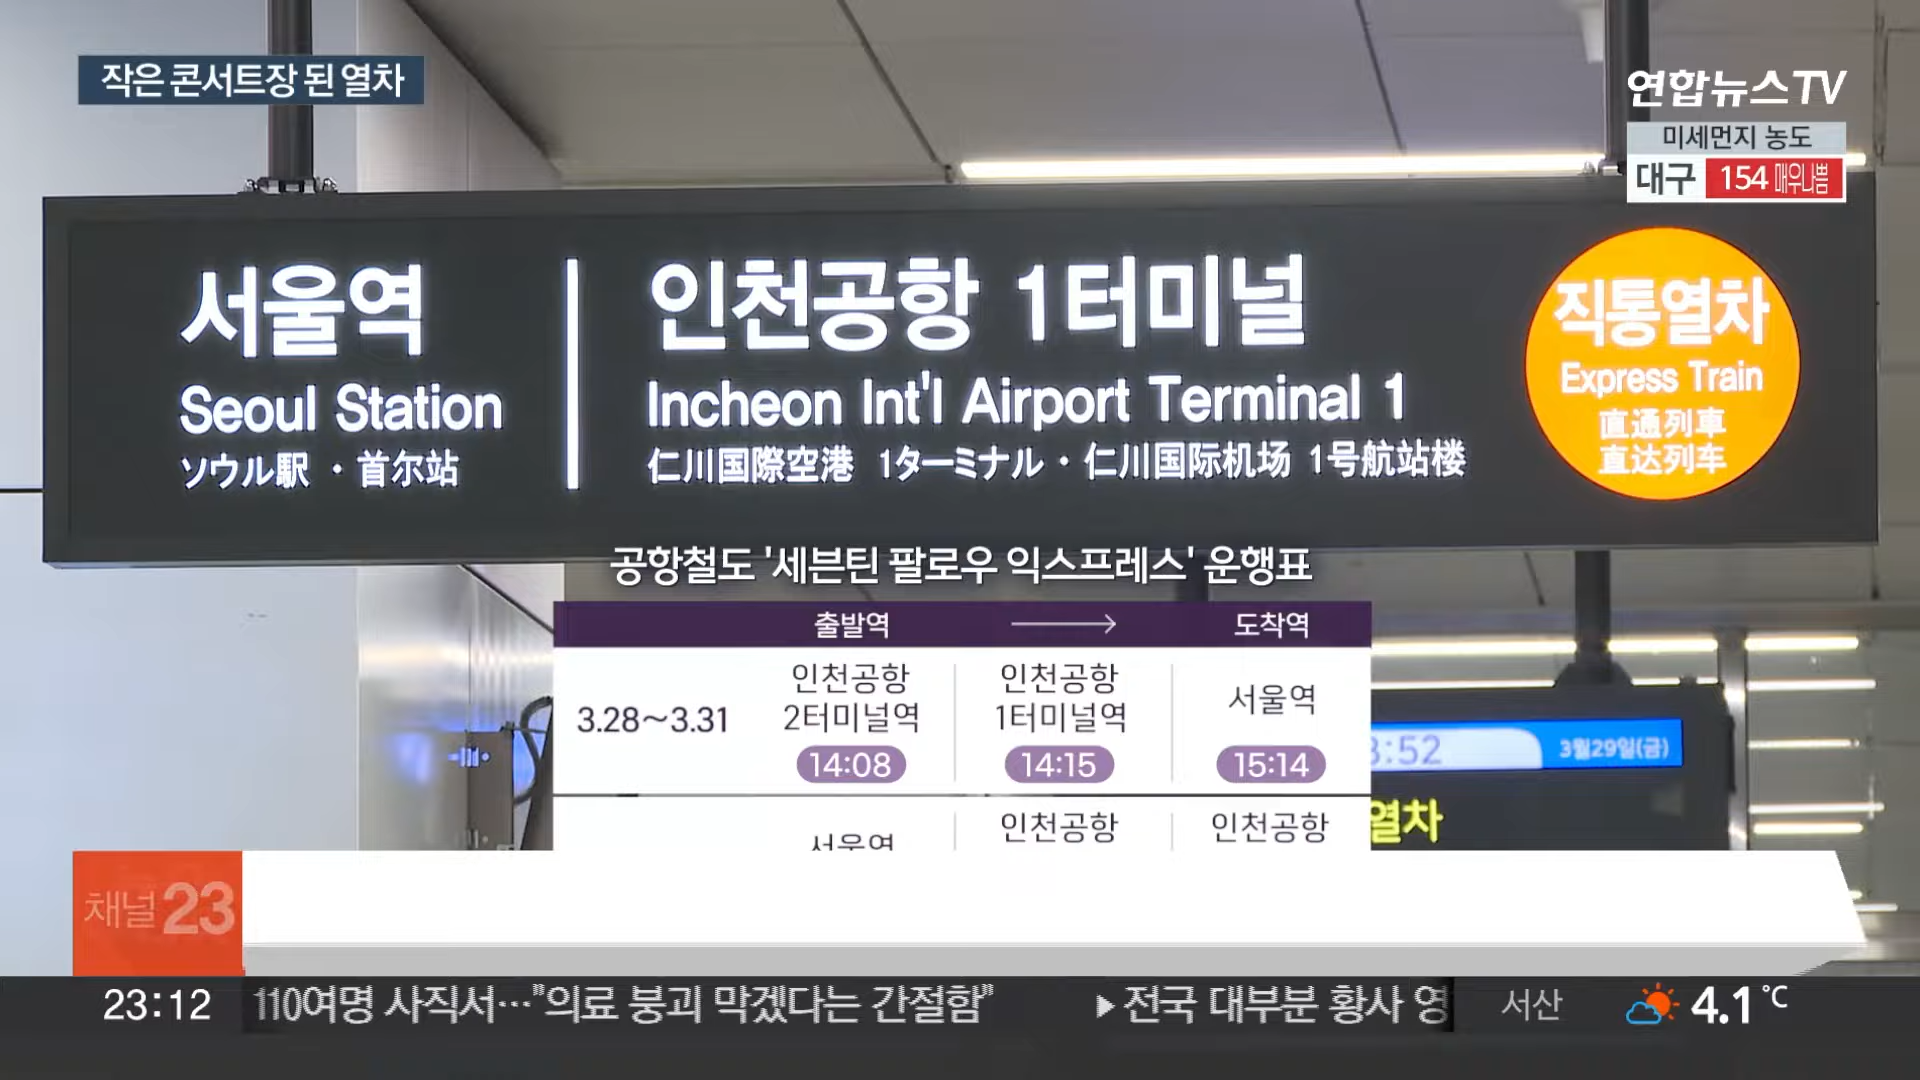 작은 콘서트장 된 열차
연합뉴스TV
미세먼지 농도
대구 154 매우나쁨
서울역
Seoul Station
ソウル駅 · 首尔站
인천공항 1터미널
Incheon Int'l Airport Terminal 1
仁川国際空港 1ターミナル · 仁川国际机场 1号航站楼
직통열차
Express Train
直通列車
直达列车
공항철도 '세븐틴 팔로우 익스프레스' 운행표
출발역 → 도착역
3.28~3.31
인천공항
2터미널역
14:08
인천공항
1터미널역
14:15
서울역
15:14
서울역
인천공항
인천공항
:52
3월29일(금)
열차
채널 23
23:12
110여명 사직서…"의료 붕괴 막겠다는 간절함"
▶전국 대부분 황사 영
서산
4.1℃